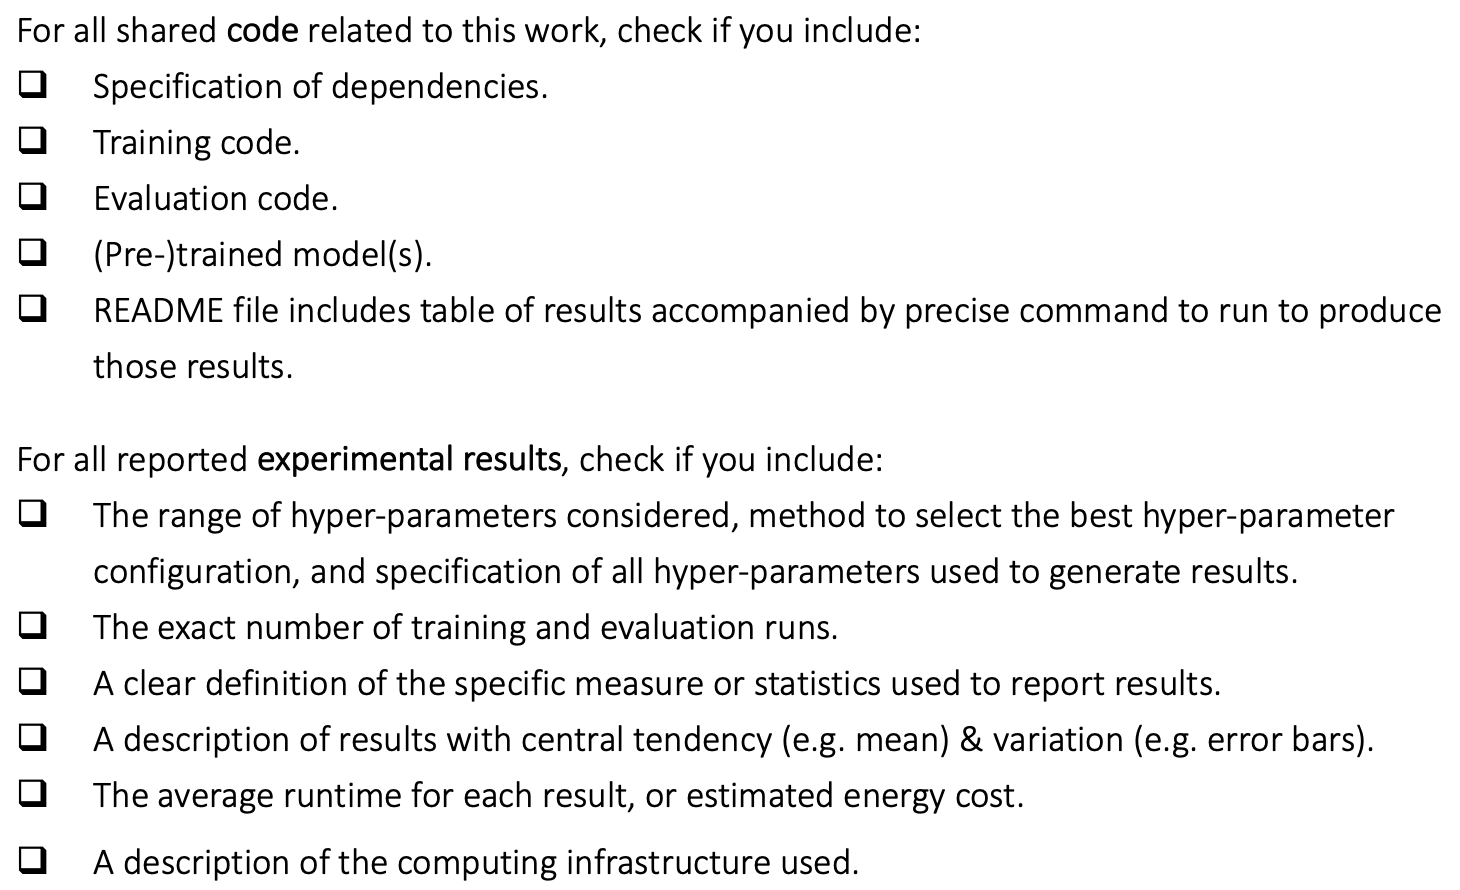 For all shared code related to this work, check if you include:
❑ Specification of dependencies.
❑ Training code.
❑ Evaluation code.
❑ (Pre-)trained model(s).
❑ README file includes table of results accompanied by precise command to run to produce
those results.
For all reported experimental results, check if you include:
❑ The range of hyper-parameters considered, method to select the best hyper-parameter
configuration, and specification of all hyper-parameters used to generate results.
❑ The exact number of training and evaluation runs.
❑ A clear definition of the specific measure or statistics used to report results.
❑ A description of results with central tendency (e.g. mean) & variation (e.g. error bars).
❑ The average runtime for each result, or estimated energy cost.
❑ A description of the computing infrastructure used.